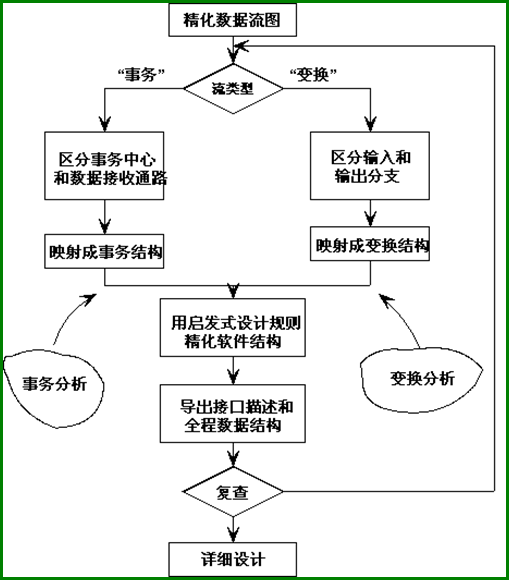 精化数据流图
“事务”
“变换”
流类型
区分事务中心
和数据接收通路
区分输入和
输出分支
映射成事务结构
映射成变换结构
用启发式设计规则
精化软件结构
事务分析
变换分析
导出接口描述和
全程数据结构
复查
详细设计